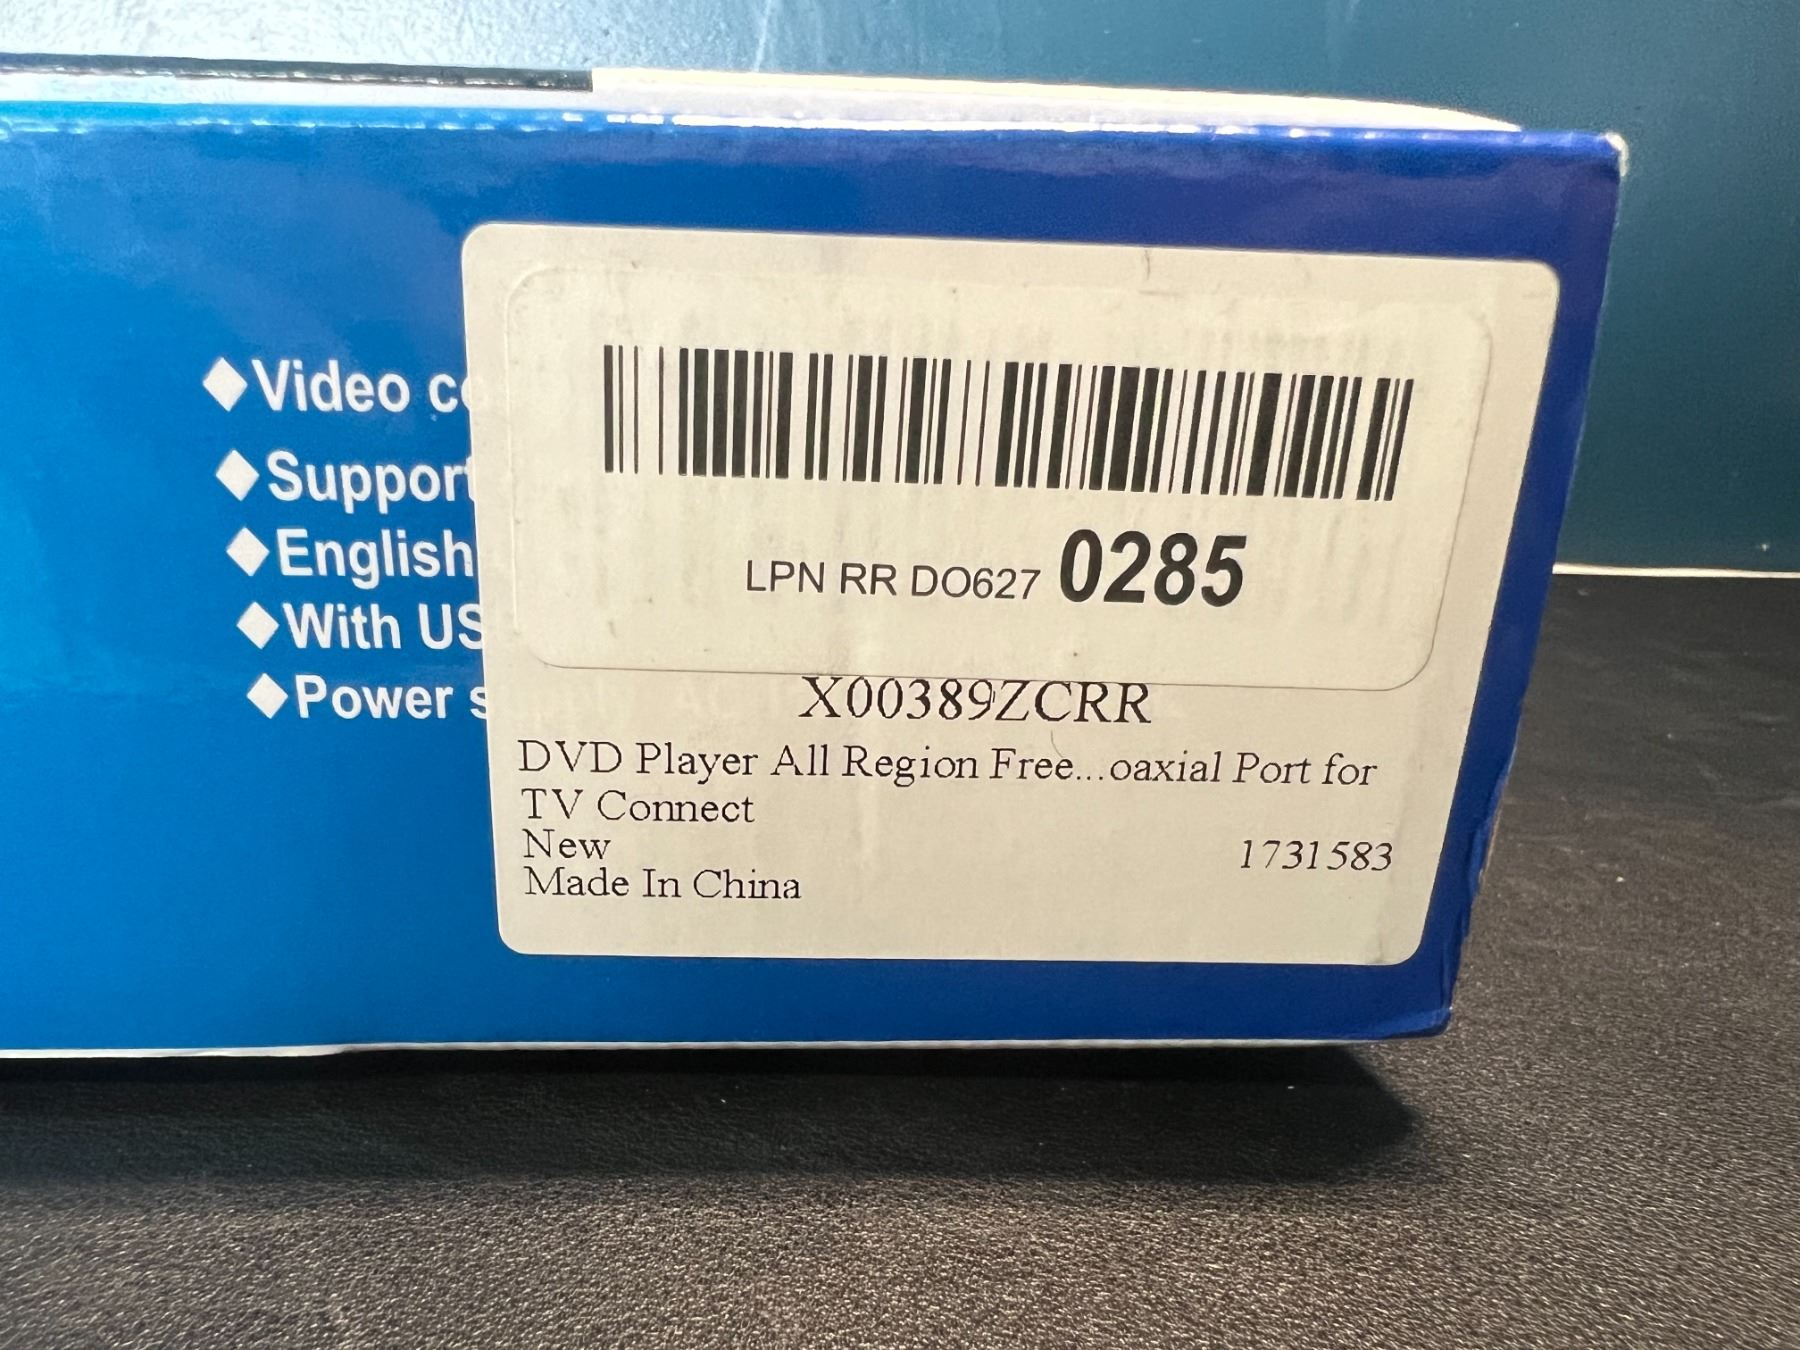 ◆Video
◆Support
◆English
◆With
◆Power
LPN RR DO627 0285
X00389ZCRR
DVD Player All Region Free...oaxial Port for
TV Connect
New
1731583
Made In China